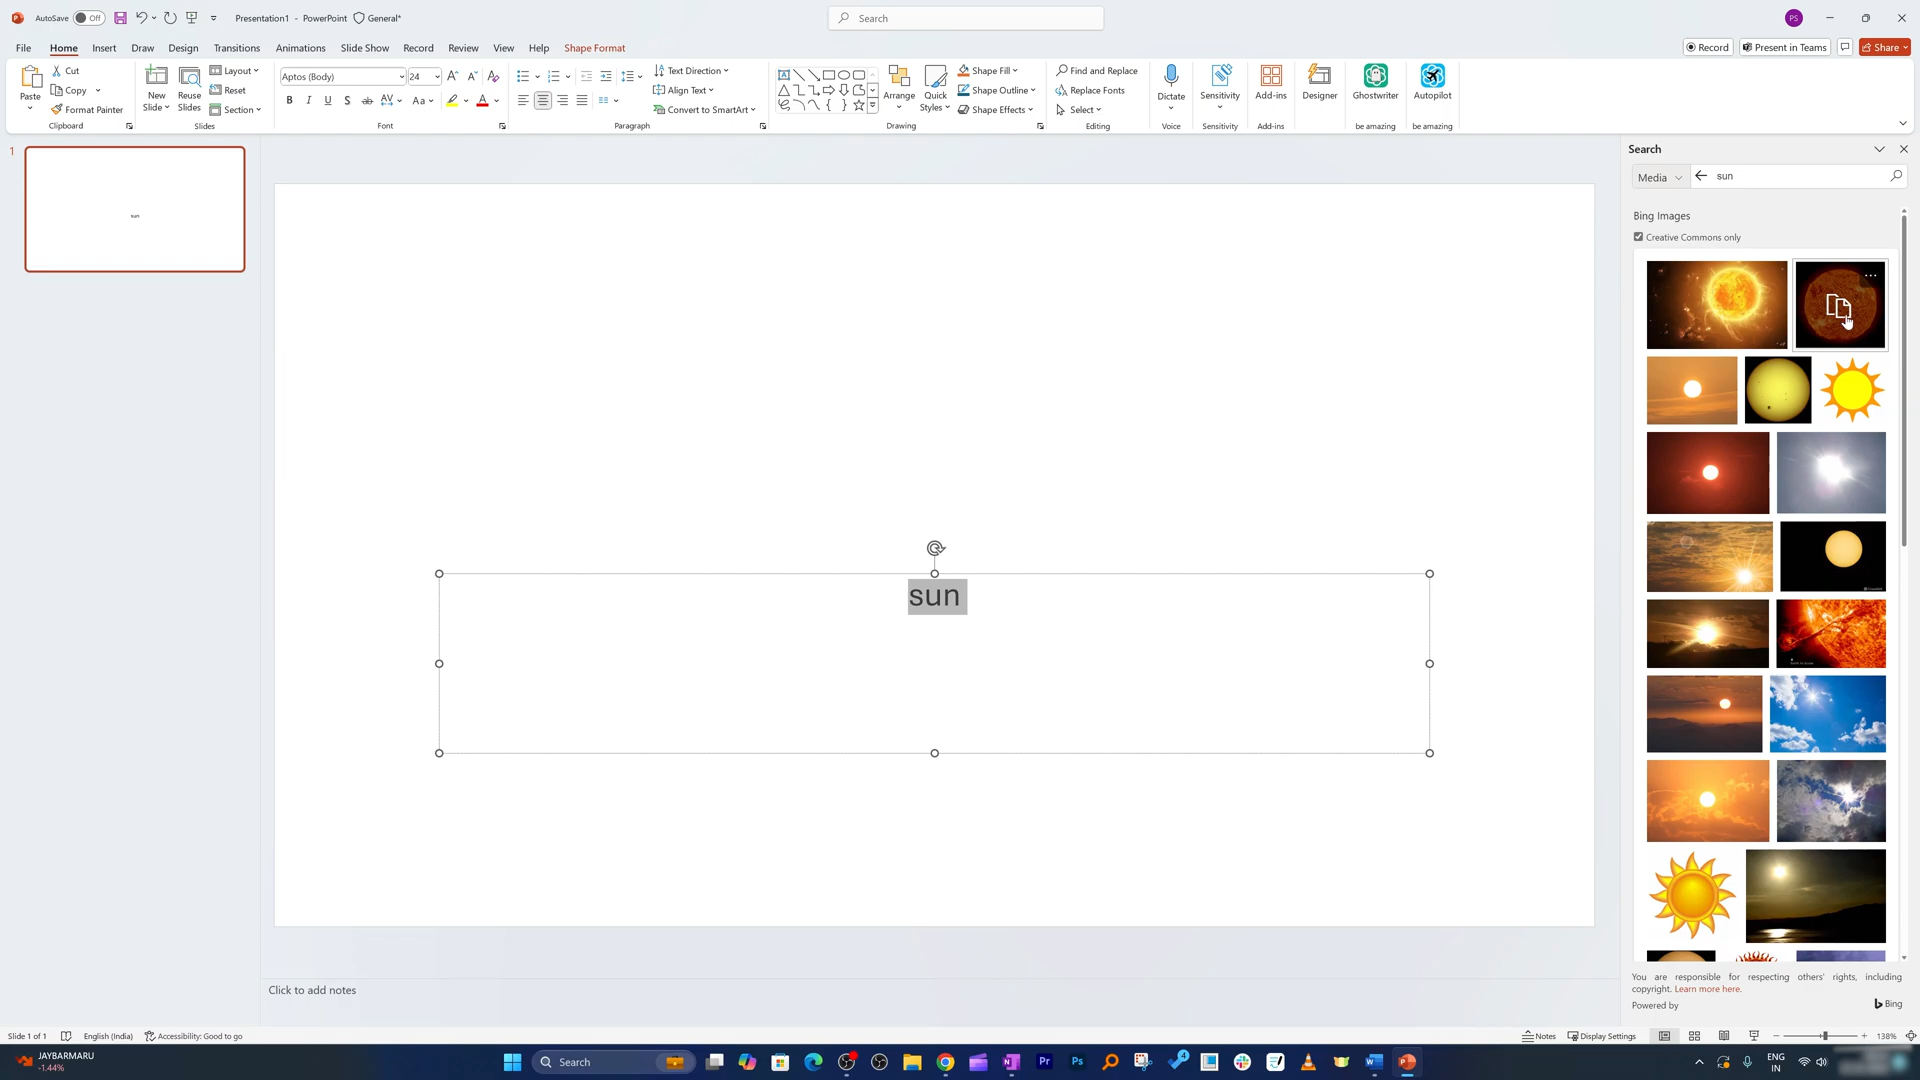 AutoSave Off Presentation1 - PowerPoint General* Search PS
File Home Insert Draw Design Transitions Animations Slide Show Record Review View Help Shape Format Record Present in Teams Share
Paste
Cut
Copy
Format Painter
Clipboard
New
Slide
Reuse
Slides
Layout
Reset
Section
Slides
Aptos (Body) 24
B I U S ab AV Aa A
Font
Text Direction
Align Text
Convert to SmartArt
Paragraph
Arrange
Quick
Styles
Shape Fill
Shape Outline
Shape Effects
Drawing
Find and Replace
Replace Fonts
Select
Editing
Dictate
Voice
Sensitivity
Sensitivity
Add-ins
Add-ins
Designer
Ghostwriter
be amazing
Autopilot
be amazing
1
sun
sun
Search
Media sun
Bing Images
Creative Commons only
You are responsible for respecting others' rights, including
copyright. Learn more here.
Powered by Bing
Click to add notes
Slide 1 of 1 English (India) Accessibility: Good to go Notes Display Settings 138%
JAYBARMARU
-1.44%
Search
4
ENG
IN